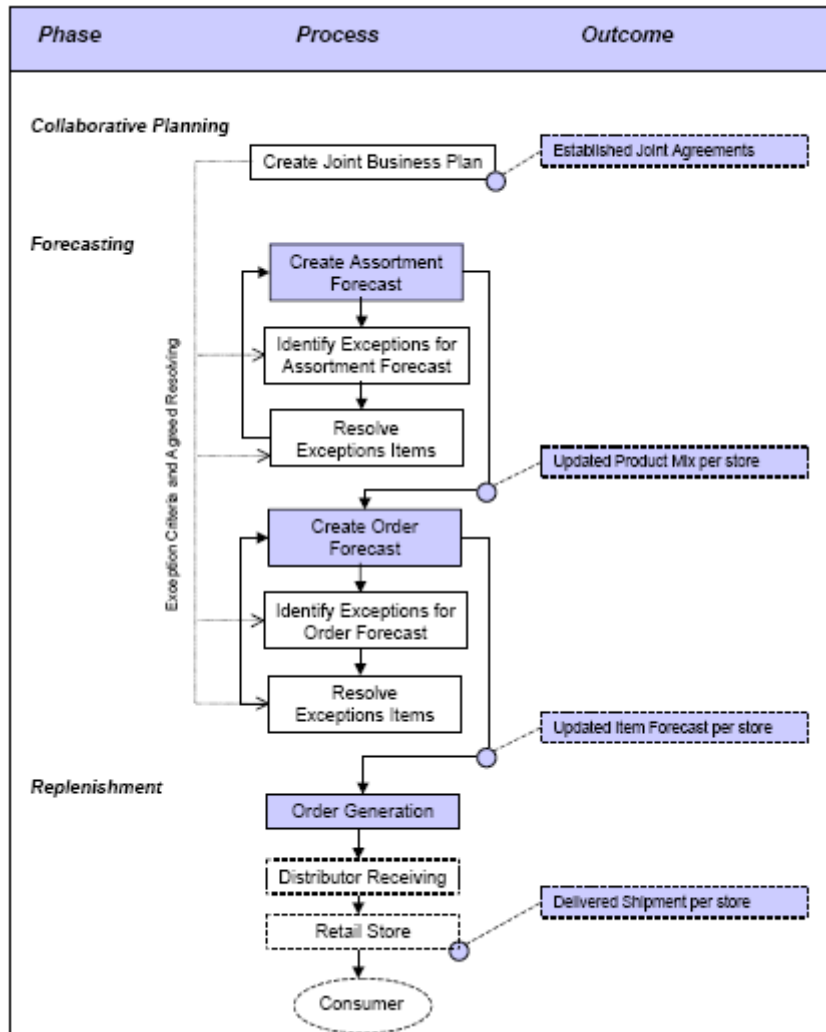 Phase Process Outcome
Collaborative Planning
Create Joint Business Plan
Established Joint Agreements
Forecasting
Create Assortment
Forecast
Identify Exceptions for
Assortment Forecast
Resolve
Exceptions Items
Exception Criteria and Agreed Resolving
Updated Product Mix per store
Create Order
Forecast
Identify Exceptions for
Order Forecast
Resolve
Exceptions Items
Updated Item Forecast per store
Replenishment
Order Generation
Distributor Receiving
Delivered Shipment per store
Retail Store
Consumer